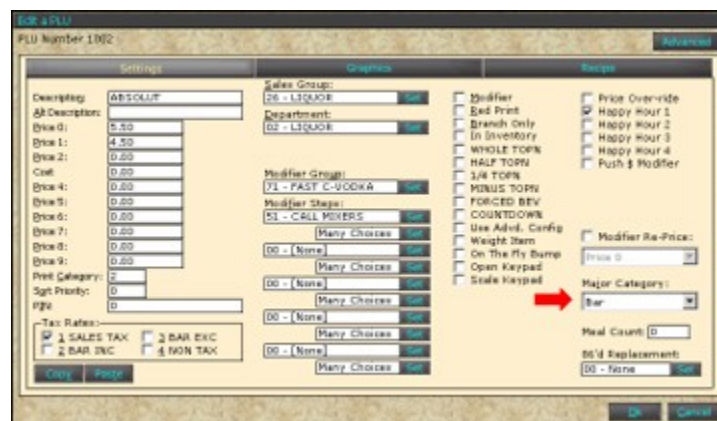 Edit a PLU
PLU Number 1002
Advanced
Settings
Graphics
Recipe
Description: ABSOLUT
Alt Description:
Price 0: 5.50
Price 1: 4.50
Price 2: 0.00
Cost 0.00
Price 4: 0.00
Price 5: 0.00
Price 6: 0.00
Price 7: 0.00
Price 8: 0.00
Price 9: 0.00
Print Category: 2
Sort Priority: 0
0
Tax Rates:
1 SALES TAX
3 BAR EXC
2 BAR INC
4 NON TAX
Copy
Paste
Sales Group:
26 - LIQUOR
Set
Department:
02 - LIQUOR
Set
Modifier Group:
71 - FAST C-VODKA
Set
Modifier Steps:
51 - CALL MIXERS
Set
Many Choices
00 - [None]
Set
Many Choices
00 - [None]
Set
Many Choices
00 - [None]
Set
Many Choices
00 - [None]
Set
Many Choices
Modifier
Red Print
Branch Only
In Inventory
WHOLE TOPN
HALF TOPN
1/4 TOPN
MINUS TOPN
FORCED BEV
COUNTDOWN
Use Advd. Config
Weight Item
On The Fly Bump
Open Keypad
Scale Keypad
Price Over-ride
Happy Hour 1
Happy Hour 2
Happy Hour 3
Happy Hour 4
Push $ Modifier
Modifier Re-Price:
Price 0
Major Category:
Bar
Meal Count: 0
86'd Replacement:
00 - None
Set
Ok
Cancel